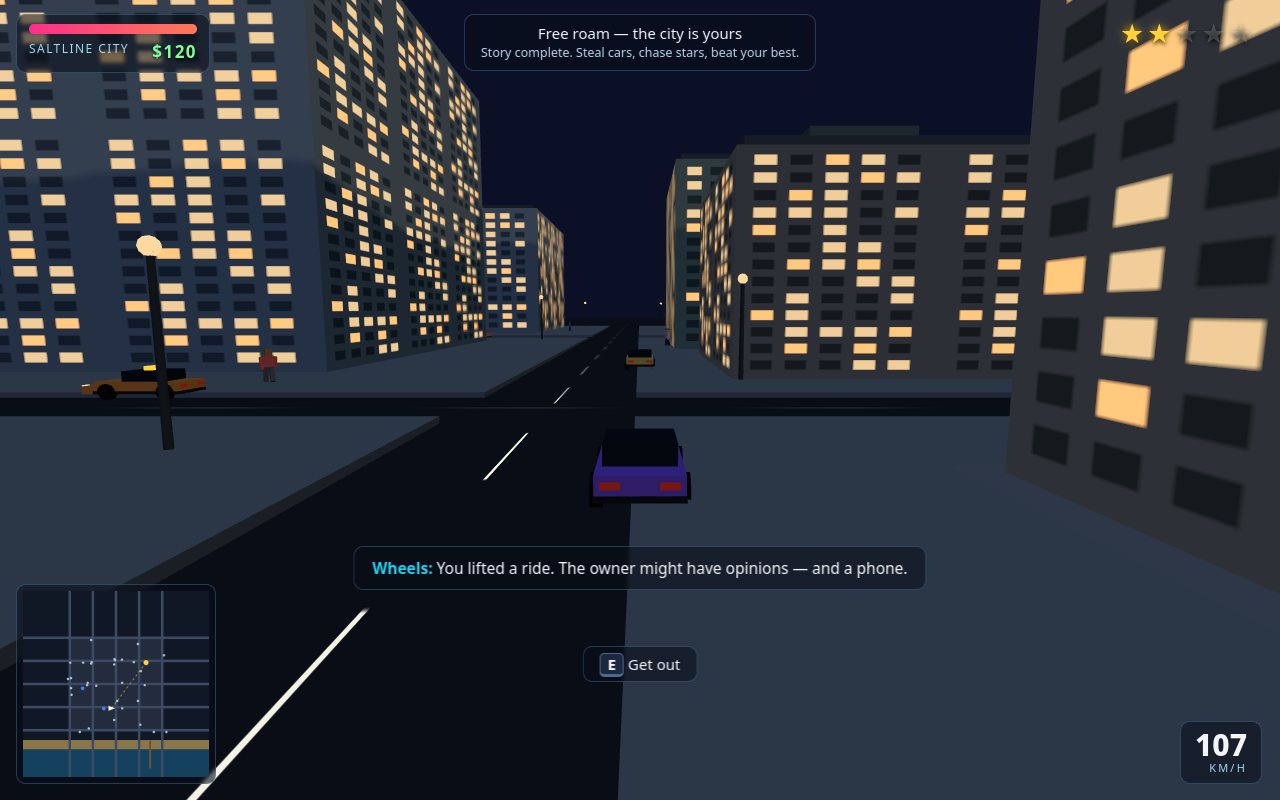 SALTLINE CITY
$120
Free roam — the city is yours
Story complete. Steal cars, chase stars, beat your best.
Wheels: You lifted a ride. The owner might have opinions — and a phone.
E Get out
107
KM/H